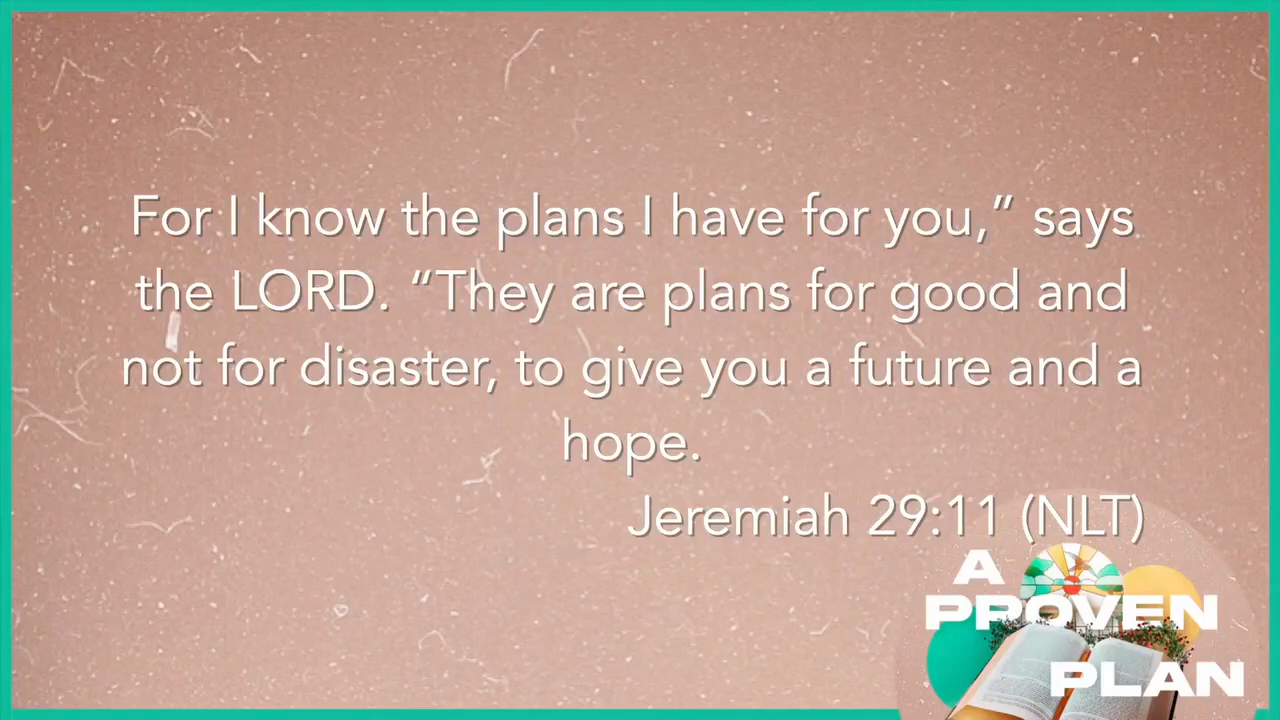 For I know the plans I have for you,” says
the LORD. “They are plans for good and
not for disaster, to give you a future and a
hope.
Jeremiah 29:11 (NLT)
A
PROVEN
PLAN